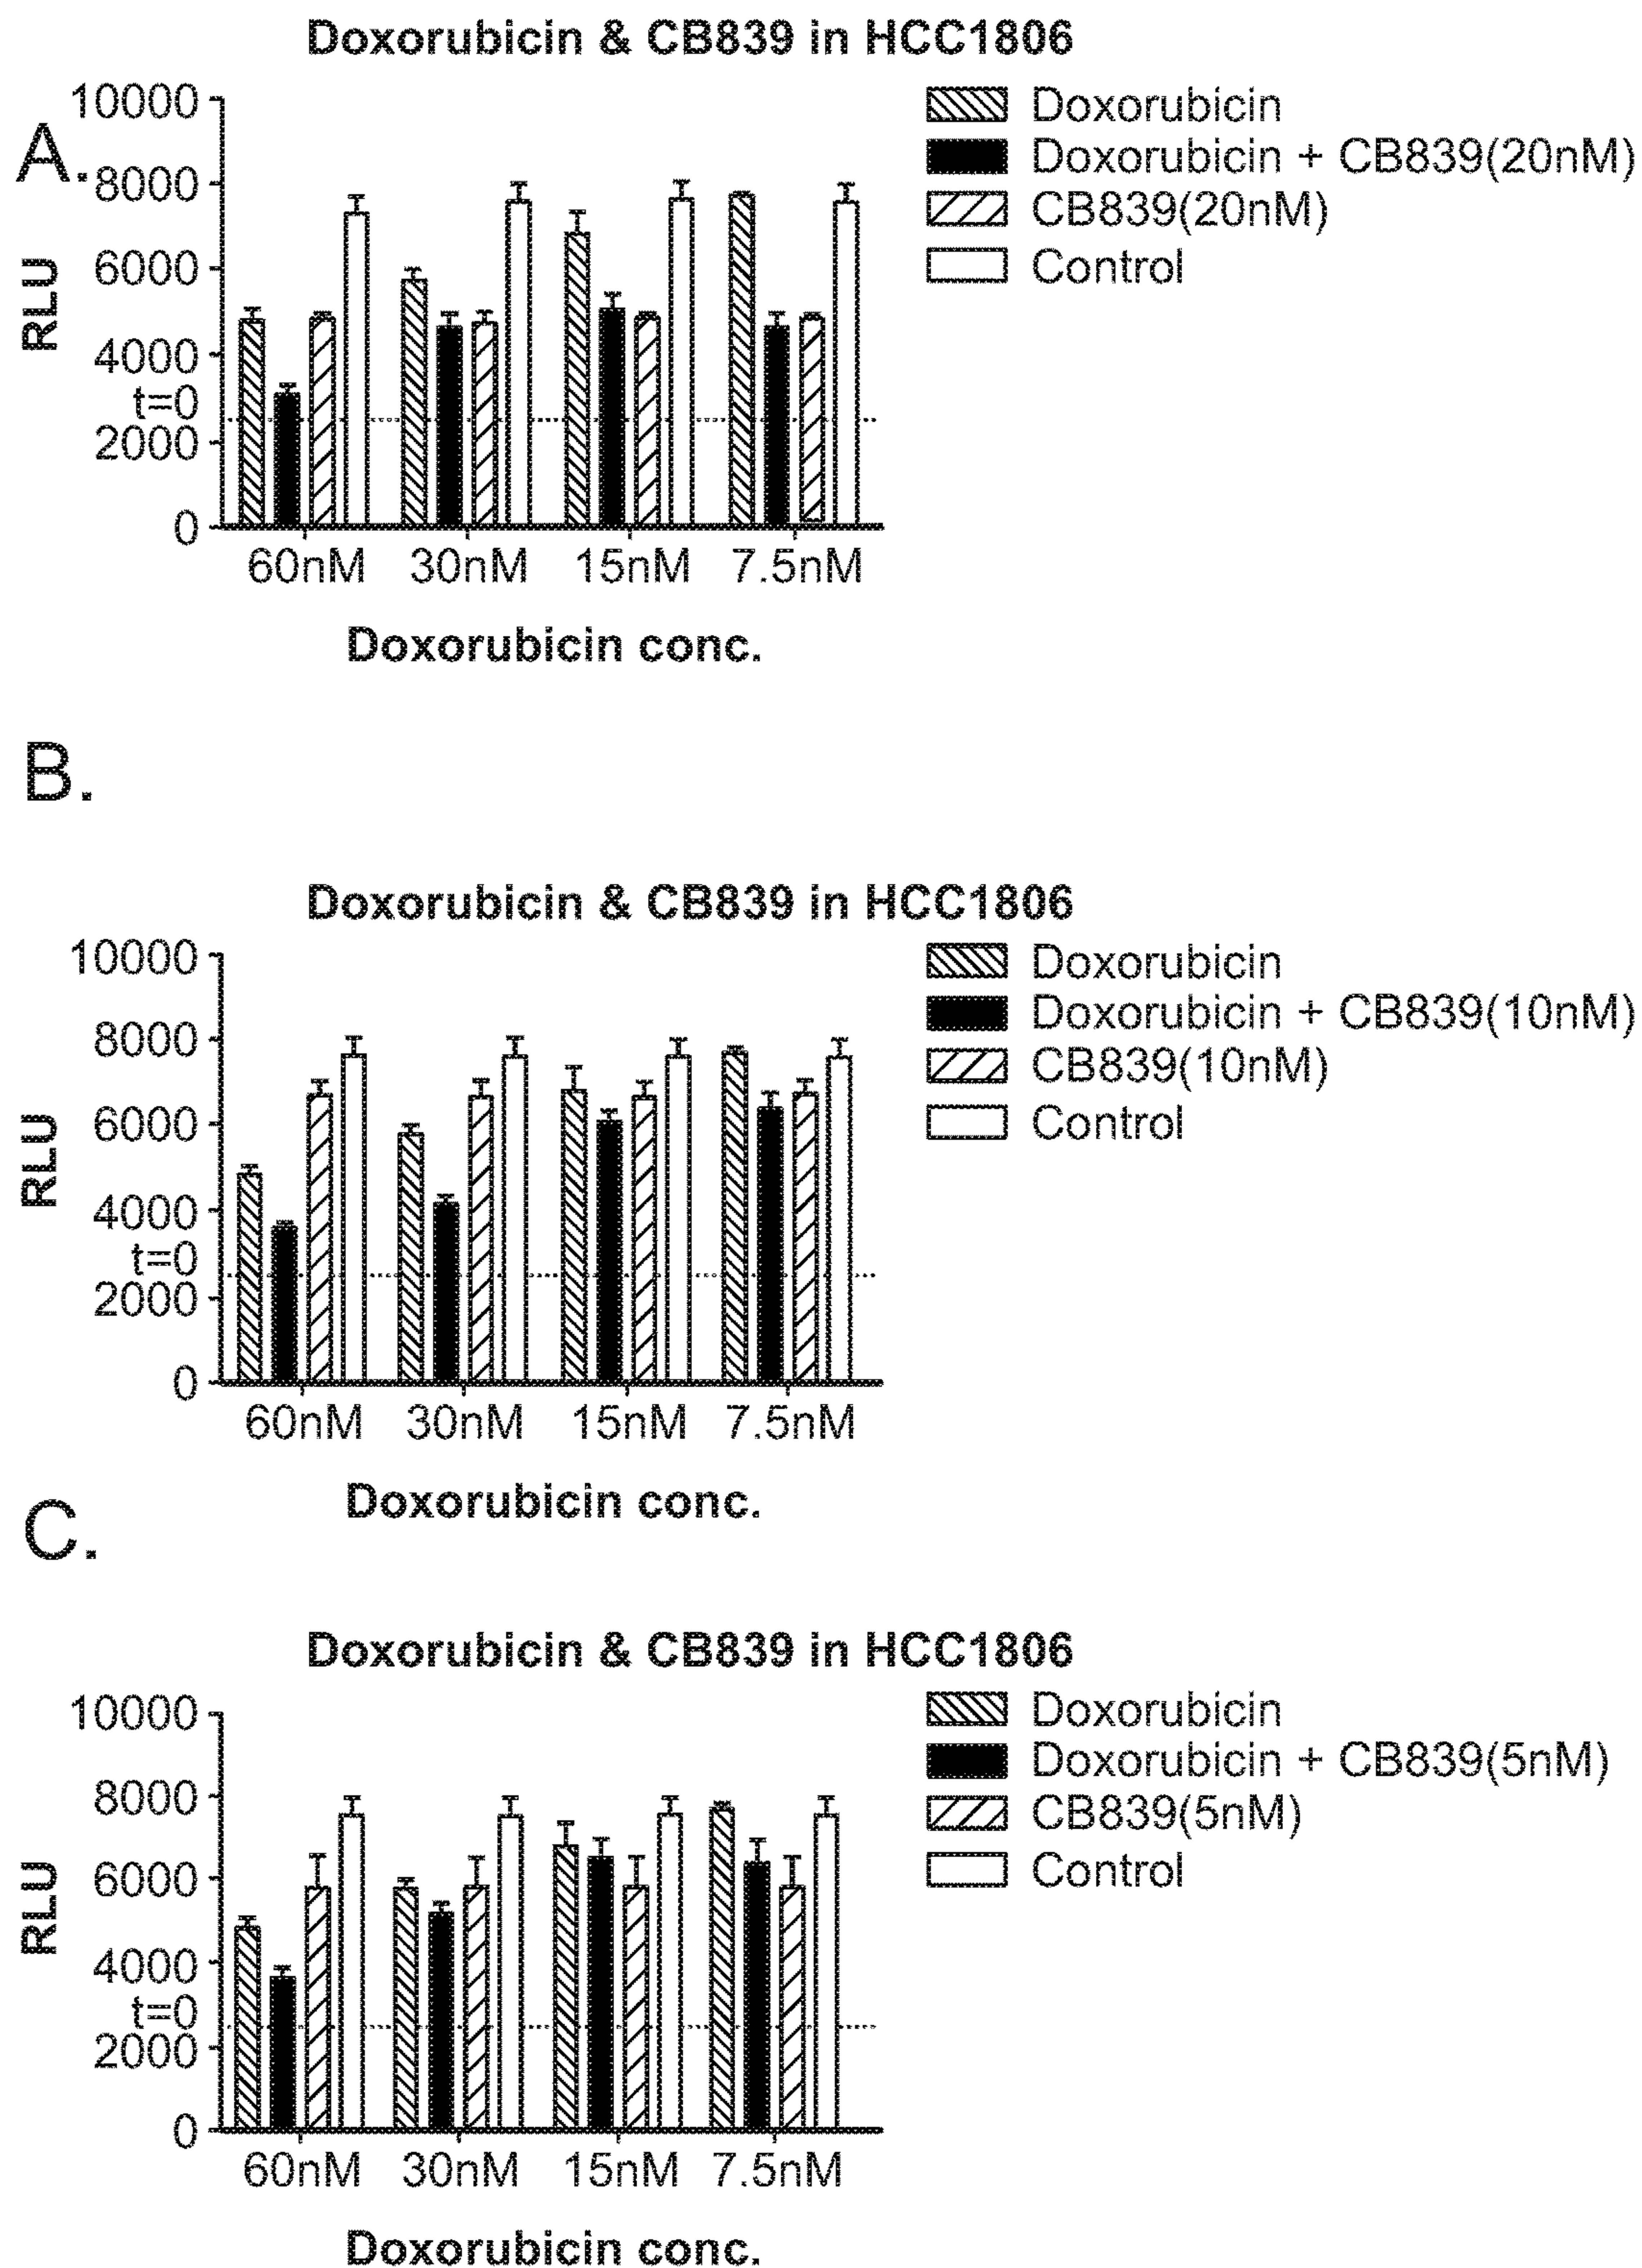 Doxorubicin & CB839 in HCC1806
A.
10000
8000
6000
4000
t=0
2000
0
RLU
60nM 30nM 15nM 7.5nM
Doxorubicin conc.
Doxorubicin
Doxorubicin + CB839(20nM)
CB839(20nM)
Control
B.
Doxorubicin & CB839 in HCC1806
10000
8000
6000
4000
t=0
2000
0
RLU
60nM 30nM 15nM 7.5nM
Doxorubicin conc.
Doxorubicin
Doxorubicin + CB839(10nM)
CB839(10nM)
Control
C.
Doxorubicin & CB839 in HCC1806
10000
8000
6000
4000
t=0
2000
0
RLU
60nM 30nM 15nM 7.5nM
Doxorubicin conc.
Doxorubicin
Doxorubicin + CB839(5nM)
CB839(5nM)
Control